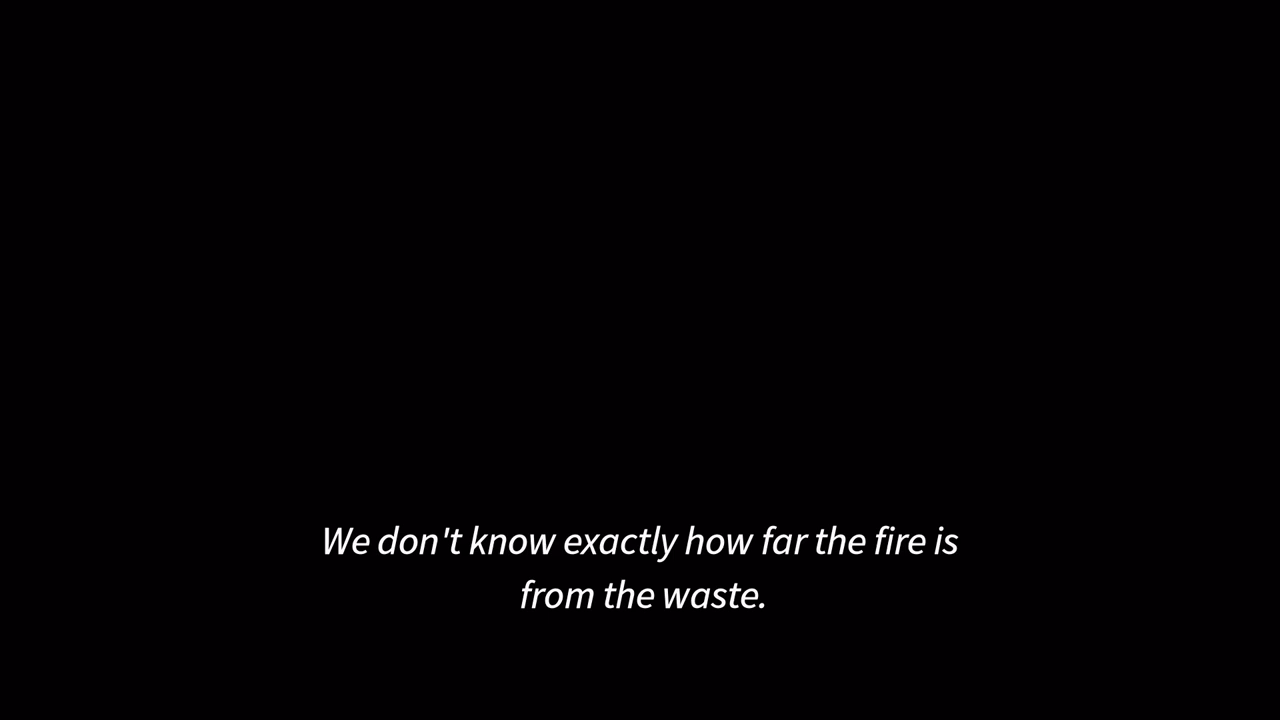 We don't know exactly how far the fire is
from the waste.